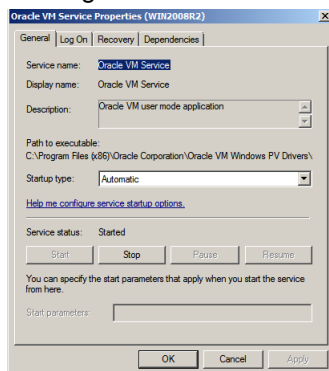 Oracle VM Service Properties (WIN2008R2)
General Log On Recovery Dependencies
Service name: Oracle VM Service
Display name: Oracle VM Service
Description: Oracle VM user mode application
Path to executable:
C:\Program Files (x86)\Oracle Corporation\Oracle VM Windows PV Drivers\
Startup type: Automatic
Help me configure service startup options.
Service status: Started
Start Stop Pause Resume
You can specify the start parameters that apply when you start the service
from here.
Start parameters:
OK Cancel Apply